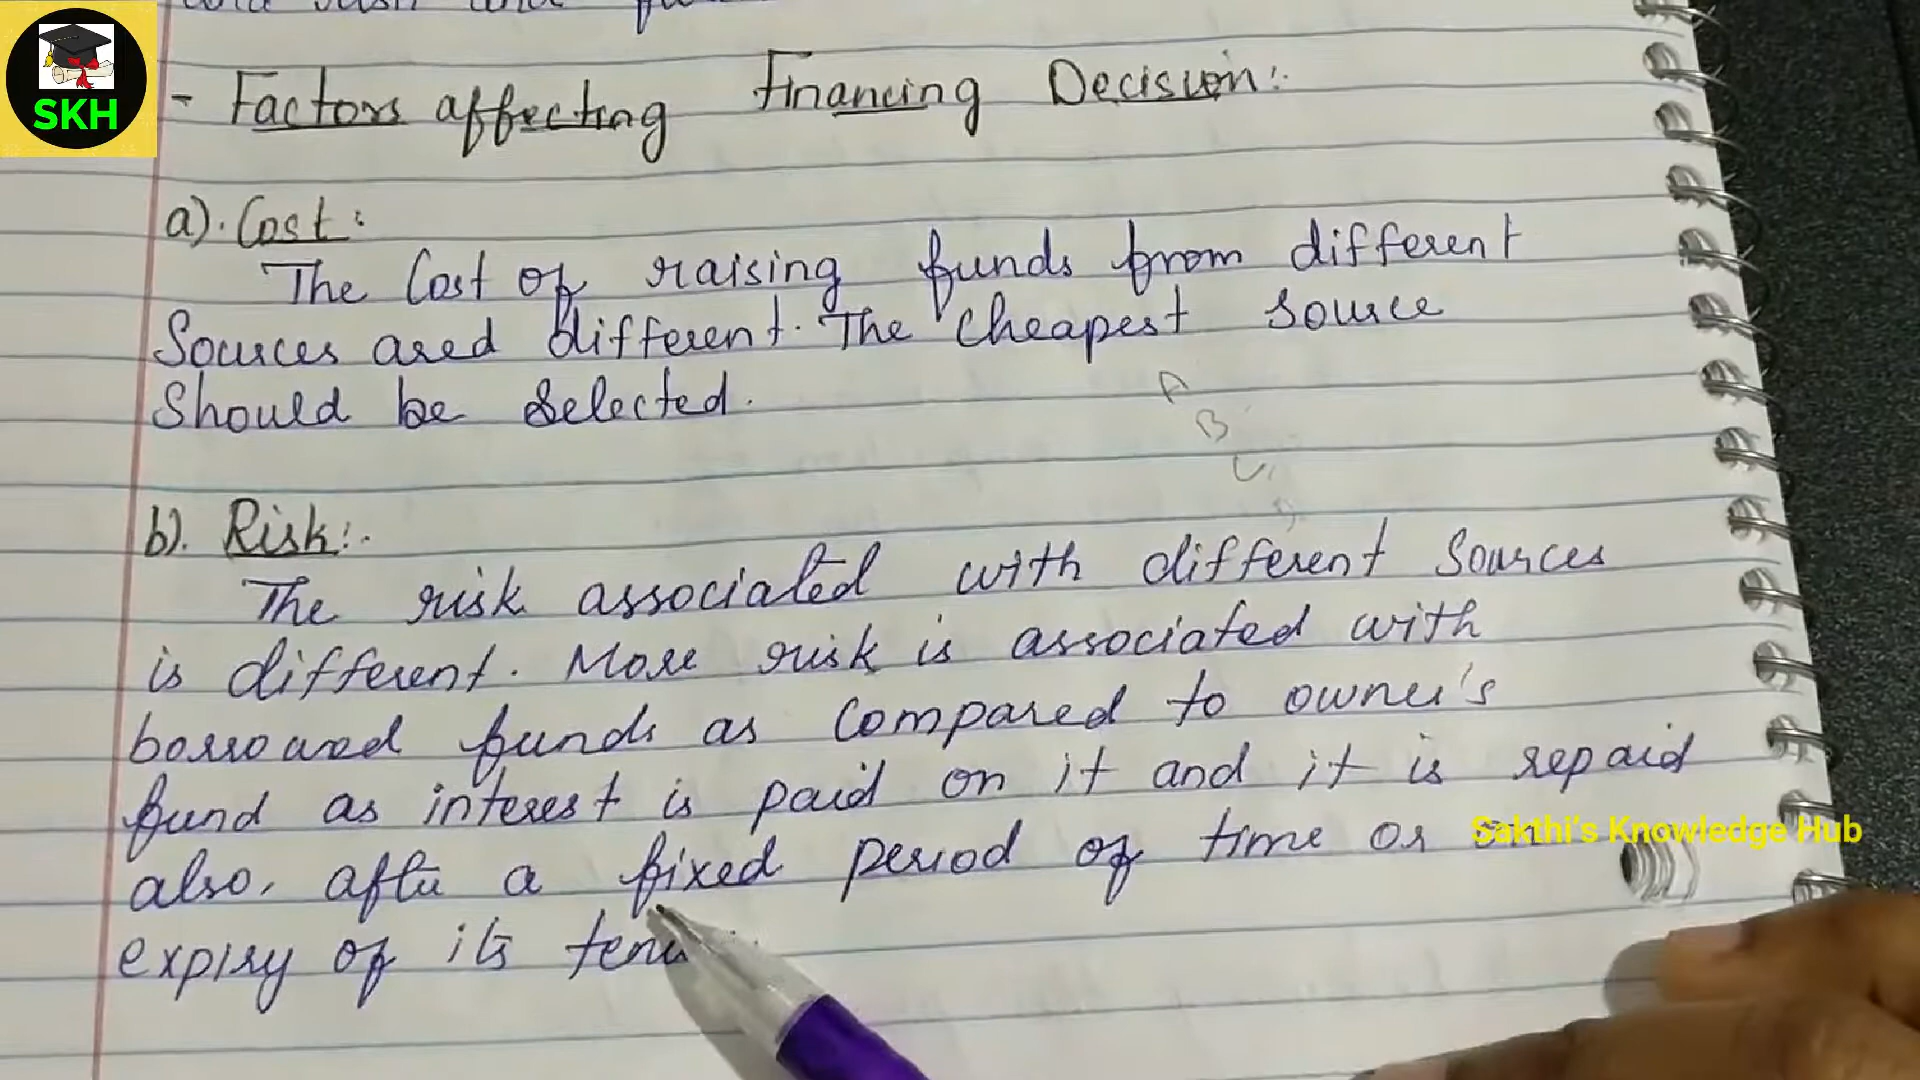 SKH
- Factors affecting Financing Decision:-
a). Cost:
The Cost of raising funds from different
Sources ared different. The cheapest source
Should be Selected.
A
B
C
b). Risk:-
The risk associated with different Sources
is different. More risk is associated with
borrowed funds as Compared to owner's
fund as interest is paid on it and it is repaid
also, after a fixed period of time or on
expiry of its
Sakthi's Knowledge Hub